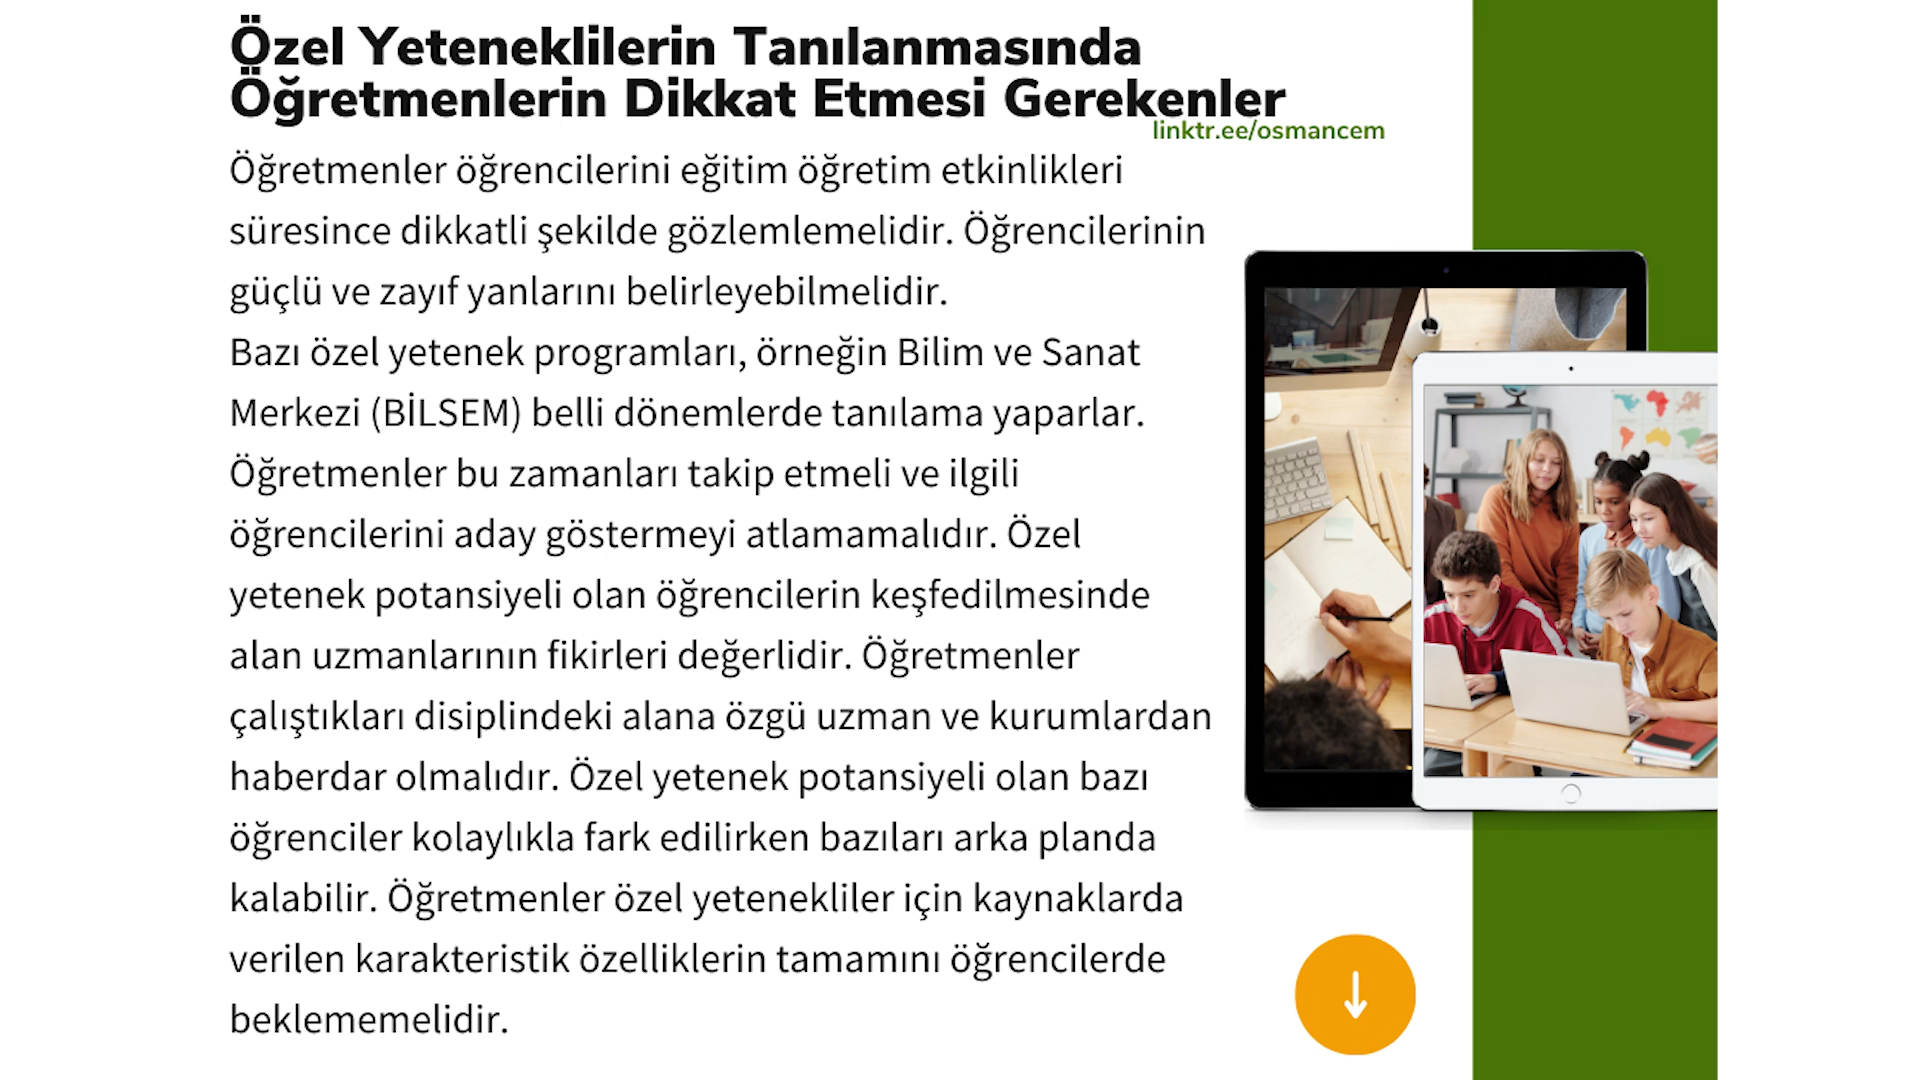 Özel Yeteneklilerin Tanılanmasında
Öğretmenlerin Dikkat Etmesi Gerekenler
linktr.ee/osmancem
Öğretmenler öğrencilerini eğitim öğretim etkinlikleri
süresince dikkatli şekilde gözlemlemelidir. Öğrencilerinin
güçlü ve zayıf yanlarını belirleyebilmelidir.
Bazı özel yetenek programları, örneğin Bilim ve Sanat
Merkezi (BİLSEM) belli dönemlerde tanılama yaparlar.
Öğretmenler bu zamanları takip etmeli ve ilgili
öğrencilerini aday göstermeyi atlamamalıdır. Özel
yetenek potansiyeli olan öğrencilerin keşfedilmesinde
alan uzmanlarının fikirleri değerlidir. Öğretmenler
çalıştıkları disiplindeki alana özgü uzman ve kurumlardan
haberdar olmalıdır. Özel yetenek potansiyeli olan bazı
öğrenciler kolaylıkla fark edilirken bazıları arka planda
kalabilir. Öğretmenler özel yetenekliler için kaynaklarda
verilen karakteristik özelliklerin tamamını öğrencilerde
beklememelidir.